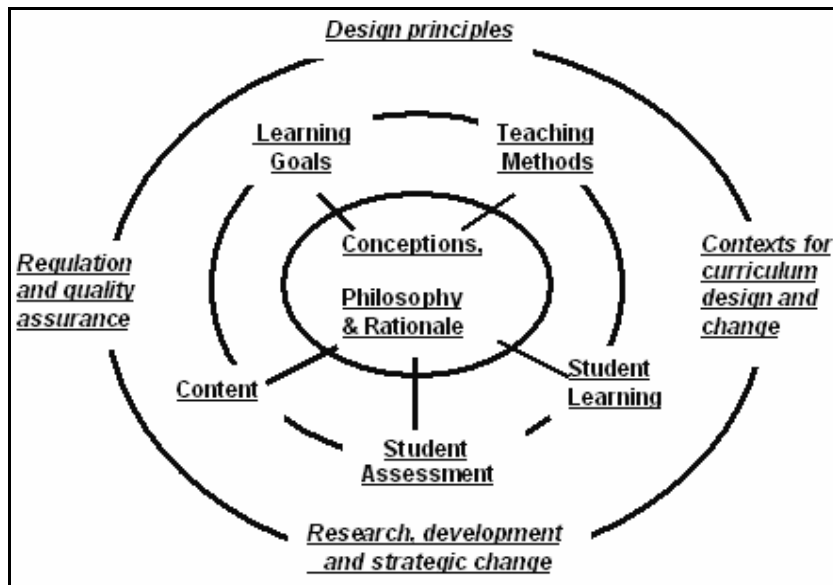 Design principles
Learning
Goals
Teaching
Methods
Regulation
and quality
assurance
Conceptions,
Philosophy
& Rationale
Contexts for
curriculum
design and
change
Content
Student
Learning
Student
Assessment
Research, development
and strategic change